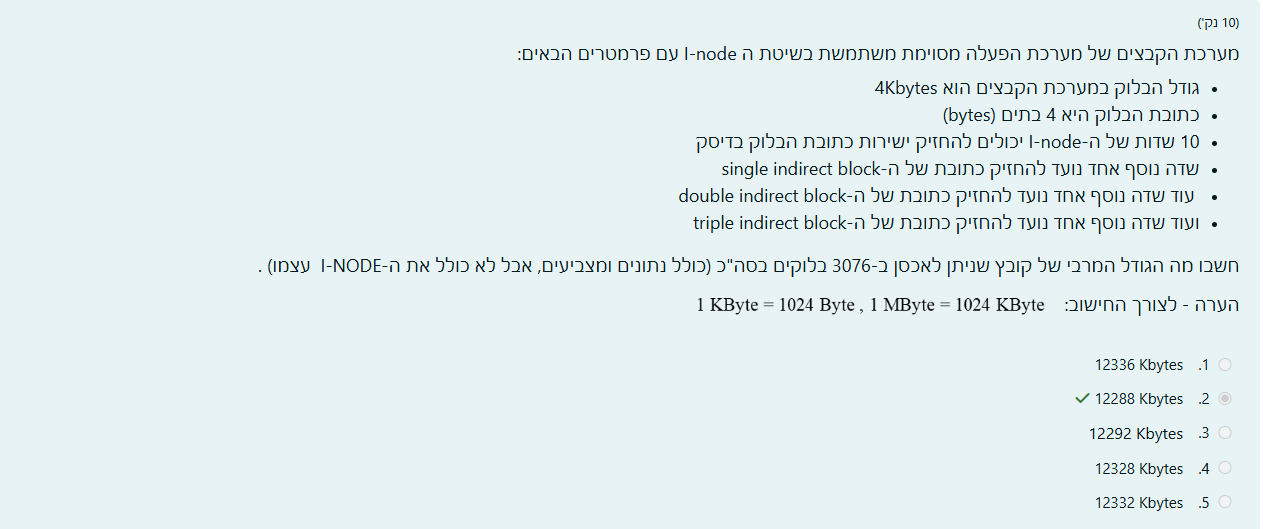 (10 נק')
מערכת הקבצים של מערכת הפעלה מסוימת משתמשת בשיטת ה I-node עם פרמטרים הבאים:
• גודל הבלוק במערכת הקבצים הוא 4Kbytes
• כתובת הבלוק היא 4 בתים (bytes)
• 10 שדות של ה-I-node יכולים להחזיק ישירות כתובת הבלוק בדיסק
• שדה נוסף אחד נועד להחזיק כתובת של ה-single indirect block
• עוד שדה נוסף אחד נועד להחזיק כתובת של ה-double indirect block
• ועוד שדה נוסף אחד נועד להחזיק כתובת של ה-triple indirect block
חשבו מה הגודל המרבי של קובץ שניתן לאכסן ב-3076 בלוקים בסה"כ (כולל נתונים ומצביעים, אבל לא כולל את ה-I-NODE עצמו) .
הערה - לצורך החישוב: 1 KByte = 1024 Byte , 1 MByte = 1024 KByte
1. 12336 Kbytes
2. 12288 Kbytes ✓
3. 12292 Kbytes
4. 12328 Kbytes
5. 12332 Kbytes